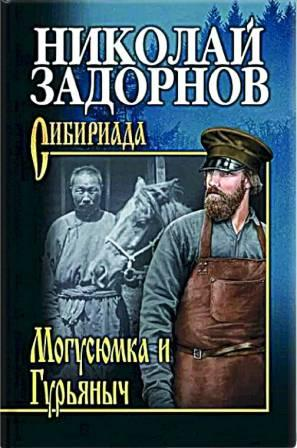 НИКОЛАЙ
ЗАДОРНОВ
Сибириада
Могусюмка и
Гурьяныч